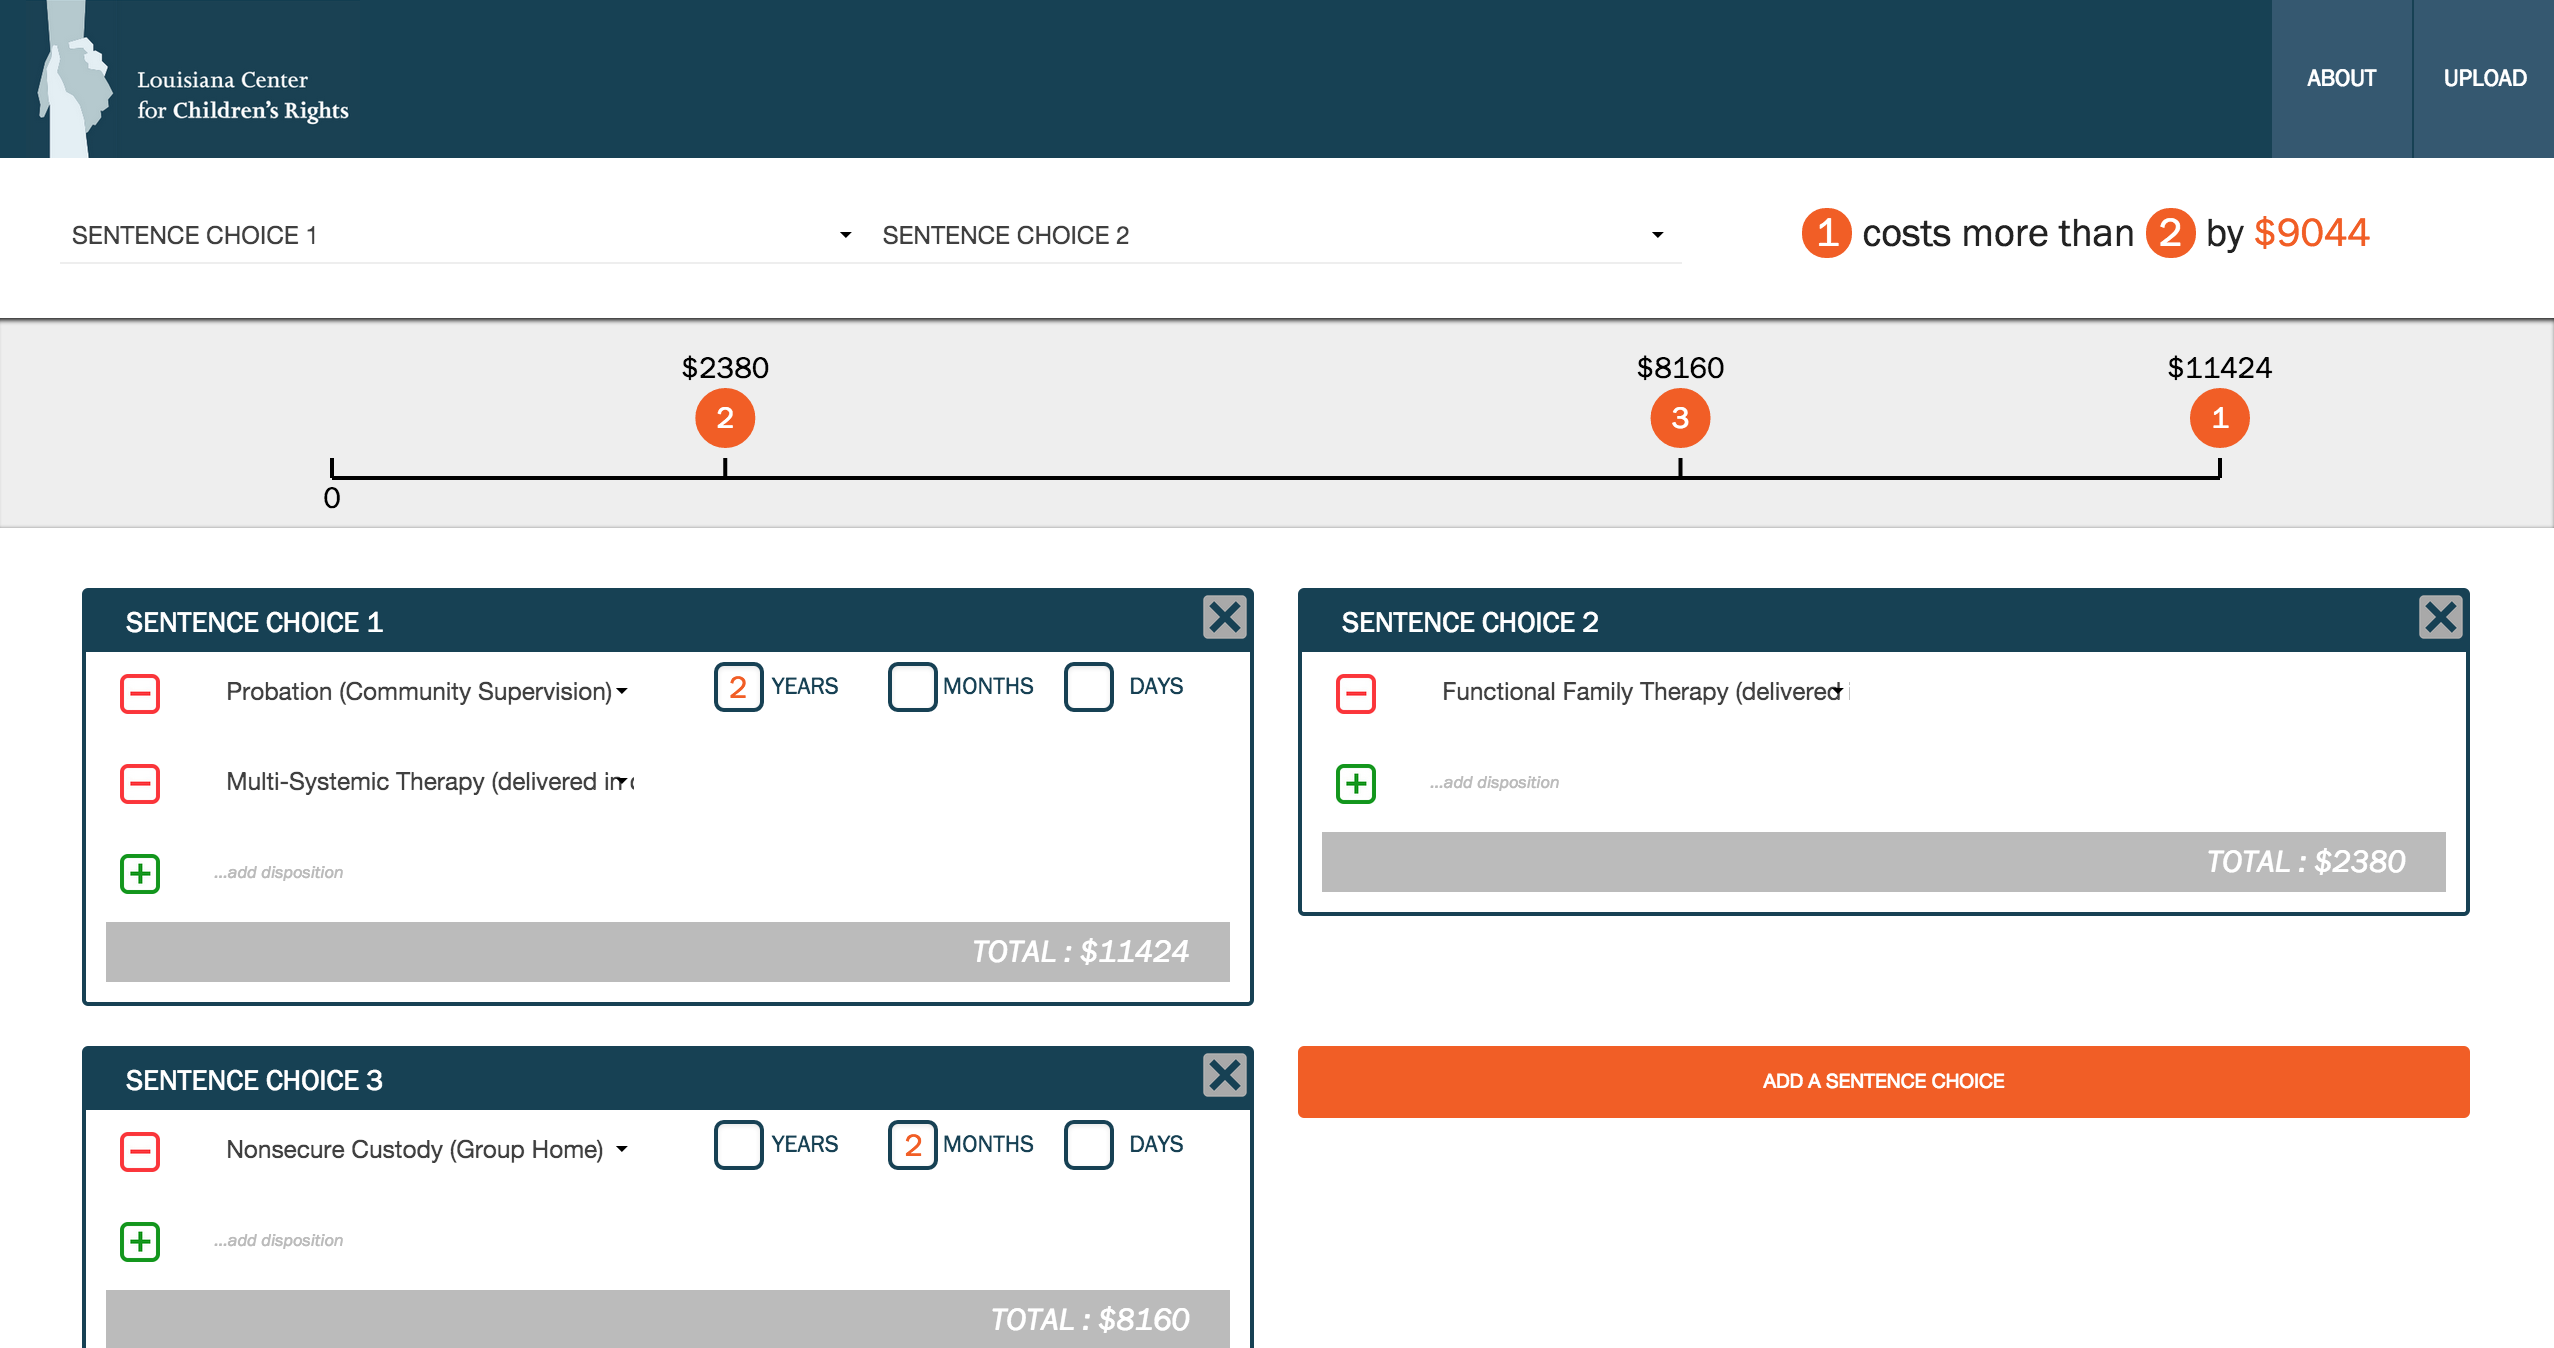 Louisiana Center
for Children's Rights
ABOUT
UPLOAD
SENTENCE CHOICE 1
SENTENCE CHOICE 2
1 costs more than 2 by $9044
$2380
$8160
$11424
2
3
1
0
SENTENCE CHOICE 1
Probation (Community Supervision)
2 YEARS
MONTHS
DAYS
Multi-Systemic Therapy (delivered in
...add disposition
TOTAL : $11424
SENTENCE CHOICE 2
Functional Family Therapy (delivered
...add disposition
TOTAL : $2380
SENTENCE CHOICE 3
Nonsecure Custody (Group Home)
YEARS
2 MONTHS
DAYS
...add disposition
TOTAL : $8160
ADD A SENTENCE CHOICE